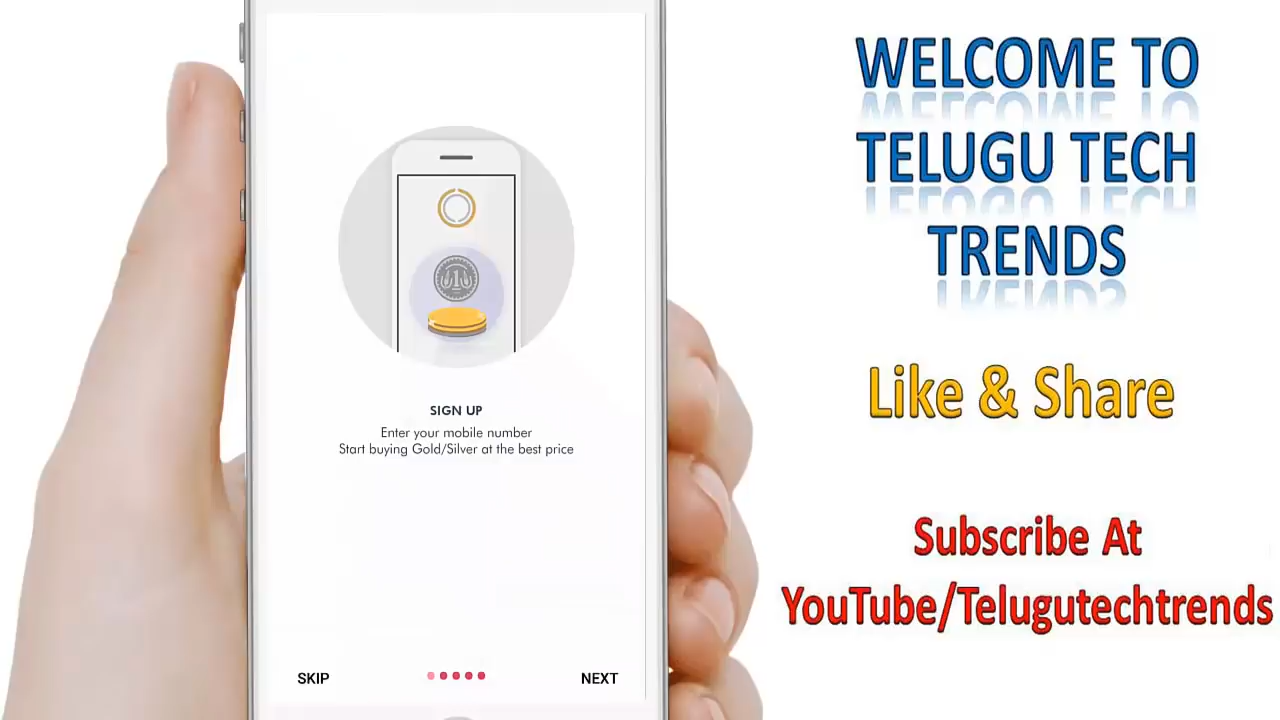 SIGN UP
Enter your mobile number
Start buying Gold/Silver at the best price
SKIP
NEXT
WELCOME TO
TELUGU TECH
TRENDS
Like & Share
Subscribe At
YouTube/Telugutechtrends